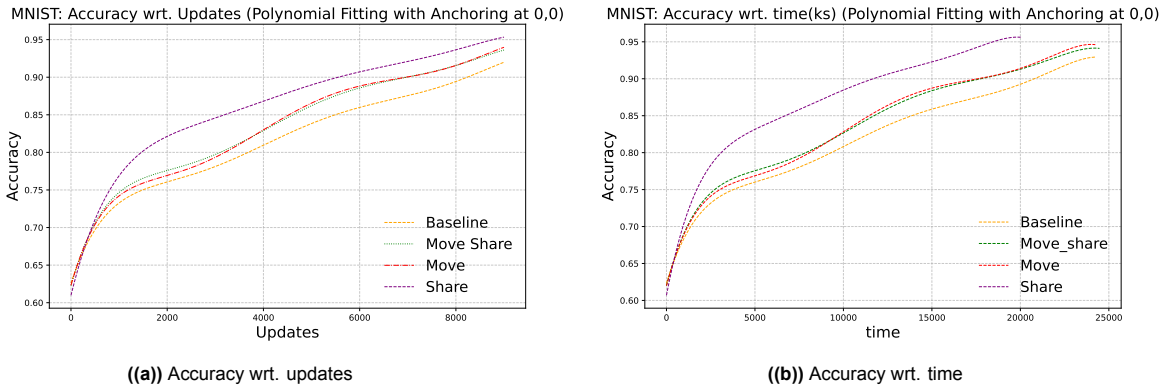 MNIST: Accuracy wrt. Updates (Polynomial Fitting with Anchoring at 0,0)
0.95
0.90
0.85
0.80
0.75
0.70
0.65
0.60
Accuracy
0 2000 4000 6000 8000
Updates
Baseline
Move Share
Move
Share
((a)) Accuracy wrt. updates
MNIST: Accuracy wrt. time(ks) (Polynomial Fitting with Anchoring at 0,0)
0.95
0.90
0.85
0.80
0.75
0.70
0.65
0.60
Accuracy
0 5000 10000 15000 20000 25000
time
Baseline
Move_share
Move
Share
((b)) Accuracy wrt. time